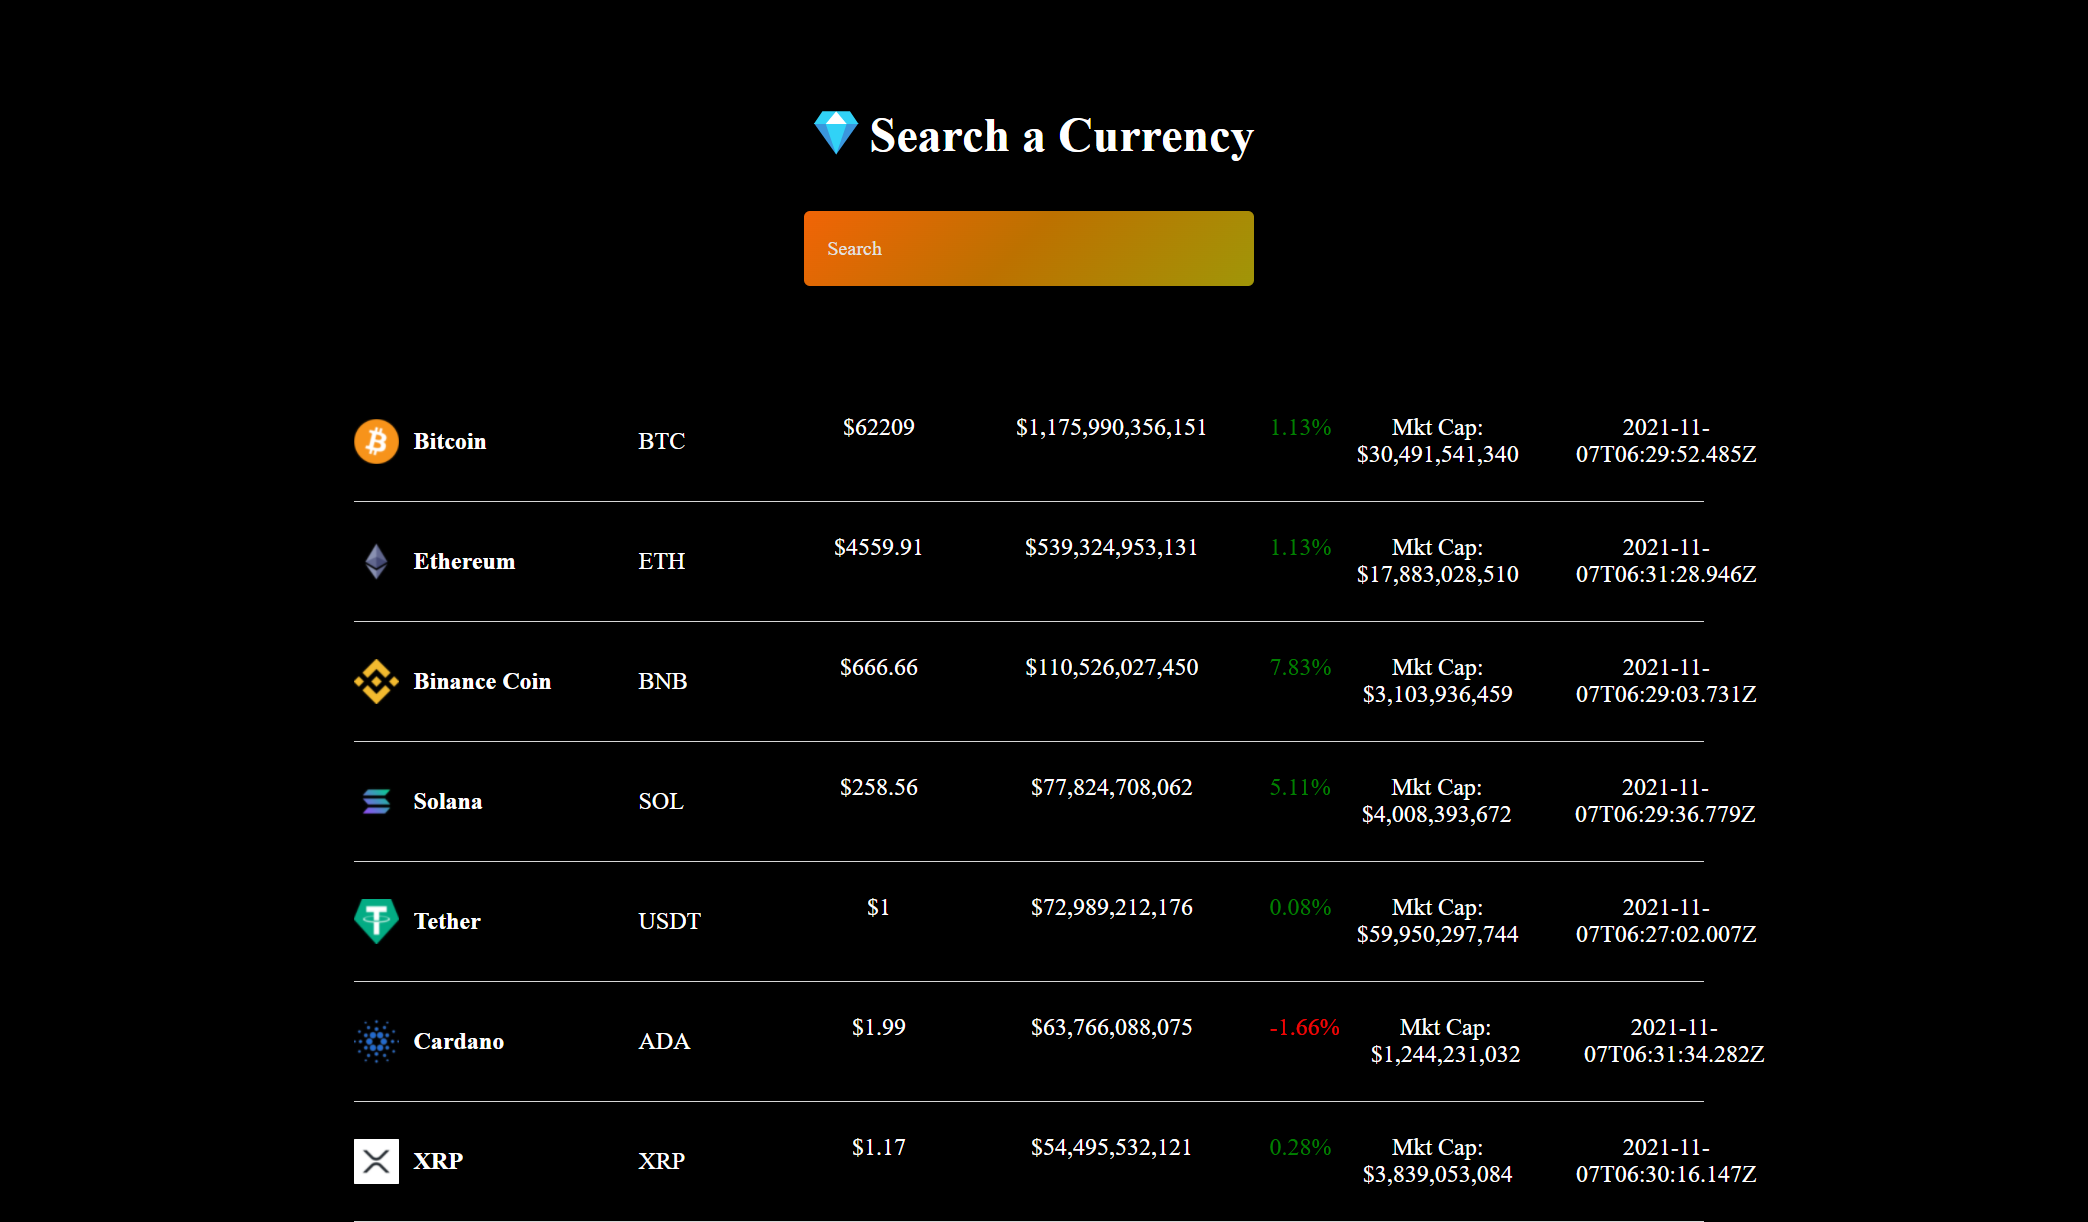 Search a Currency
Search
Bitcoin BTC $62209 $1,175,990,356,151 1.13% Mkt Cap: $30,491,541,340 2021-11-07T06:29:52.485Z
Ethereum ETH $4559.91 $539,324,953,131 1.13% Mkt Cap: $17,883,028,510 2021-11-07T06:31:28.946Z
Binance Coin BNB $666.66 $110,526,027,450 7.83% Mkt Cap: $3,103,936,459 2021-11-07T06:29:03.731Z
Solana SOL $258.56 $77,824,708,062 5.11% Mkt Cap: $4,008,393,672 2021-11-07T06:29:36.779Z
Tether USDT $1 $72,989,212,176 0.08% Mkt Cap: $59,950,297,744 2021-11-07T06:27:02.007Z
Cardano ADA $1.99 $63,766,088,075 -1.66% Mkt Cap: $1,244,231,032 2021-11-07T06:31:34.282Z
XRP XRP $1.17 $54,495,532,121 0.28% Mkt Cap: $3,839,053,084 2021-11-07T06:30:16.147Z